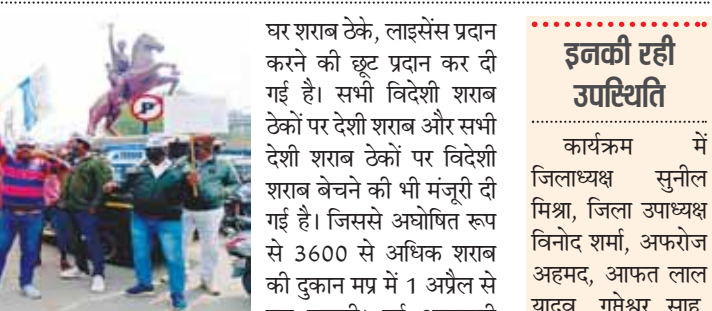 घर शराब ठेके, लाइसेंस प्रदान
करने की छूट प्रदान कर दी
गई है। सभी विदेशी शराब
ठेकों पर देशी शराब और सभी
देशी शराब ठेकों पर विदेशी
शराब बेचने की भी मंजूरी दी
गई है। जिससे अघोषित रूप
से 3600 से अधिक शराब
की दुकान मप्र में 1 अप्रैल से
इनकी रही
उपस्थिति
कार्यक्रम में
जिलाध्यक्ष सुनील
मिश्रा, जिला उपाध्यक्ष
विनोद शर्मा, अफरोज
अहमद, आफत लाल
यादव, गुप्तेश्वर साहू,
P